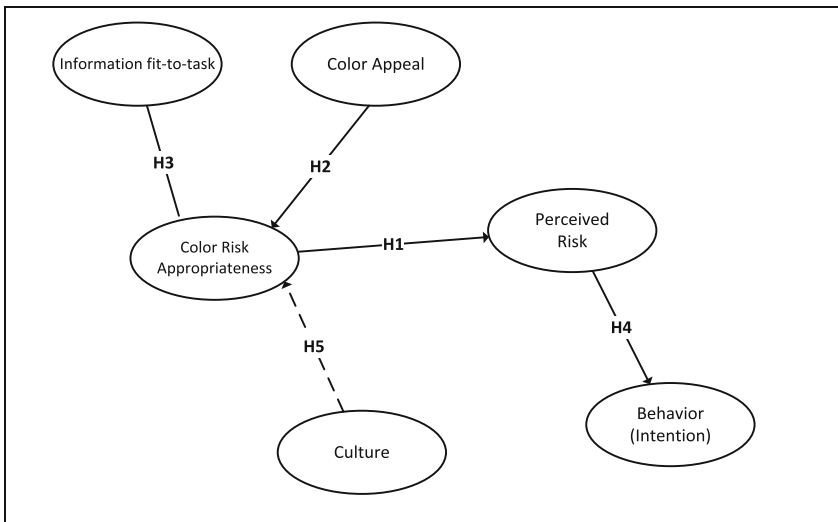 Information fit-to-task
Color Appeal
H3
H2
Color Risk
Appropriateness
H1
Perceived
Risk
H5
H4
Culture
Behavior
(Intention)